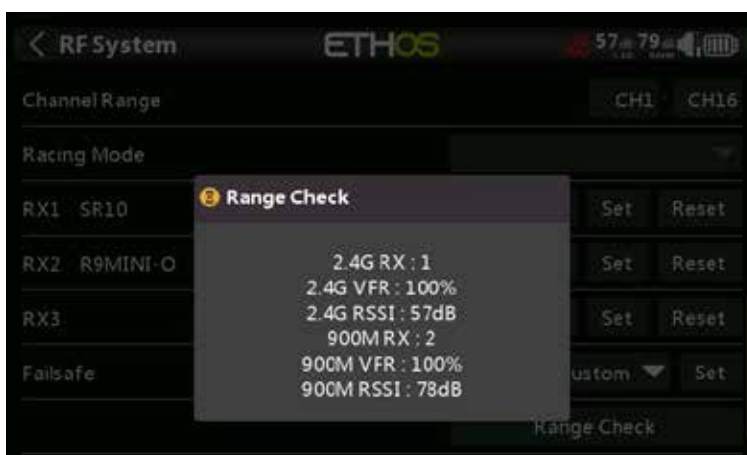 RF System ETHOS 57 79
Channel Range CH1 CH16
Racing Mode
RX1 SR10 Set Reset
Range Check
RX2 R9MINI-O Set Reset
2.4G RX : 1
2.4G VFR : 100%
2.4G RSSI : 57dB
RX3 Set Reset
900M RX : 2
900M VFR : 100%
900M RSSI : 78dB
Failsafe ustom Set
Range Check